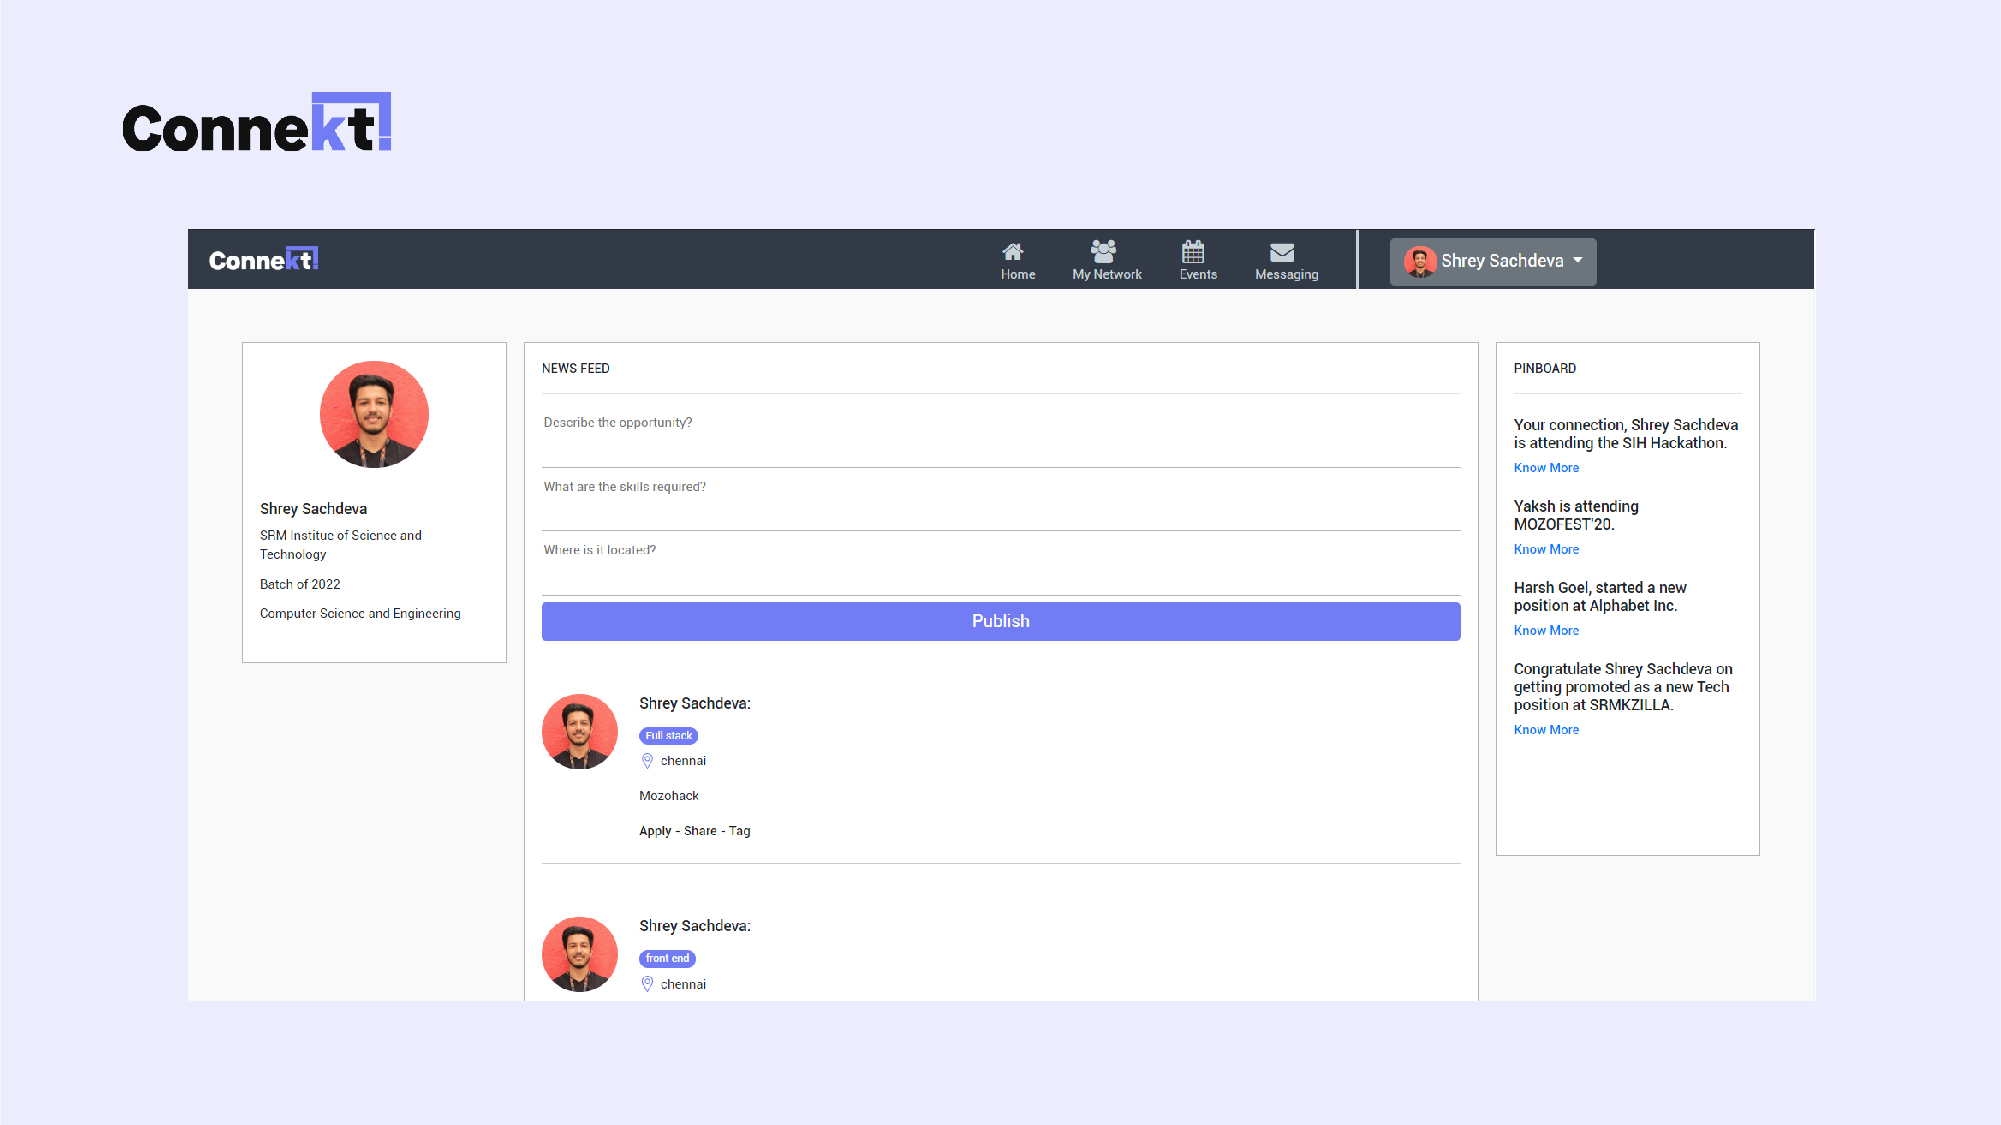 Connekt!
Connekt!
Home
My Network
Events
Messaging
Shrey Sachdeva
Shrey Sachdeva
SRM Institue of Science and
Technology
Batch of 2022
Computer Science and Engineering
NEWS FEED
Describe the opportunity?
What are the skills required?
Where is it located?
Publish
Shrey Sachdeva:
Full stack
chennai
Mozohack
Apply - Share - Tag
Shrey Sachdeva:
front end
chennai
PINBOARD
Your connection, Shrey Sachdeva
is attending the SIH Hackathon.
Know More
Yaksh is attending
MOZOFEST'20.
Know More
Harsh Goel, started a new
position at Alphabet Inc.
Know More
Congratulate Shrey Sachdeva on
getting promoted as a new Tech
position at SRMKZILLA.
Know More